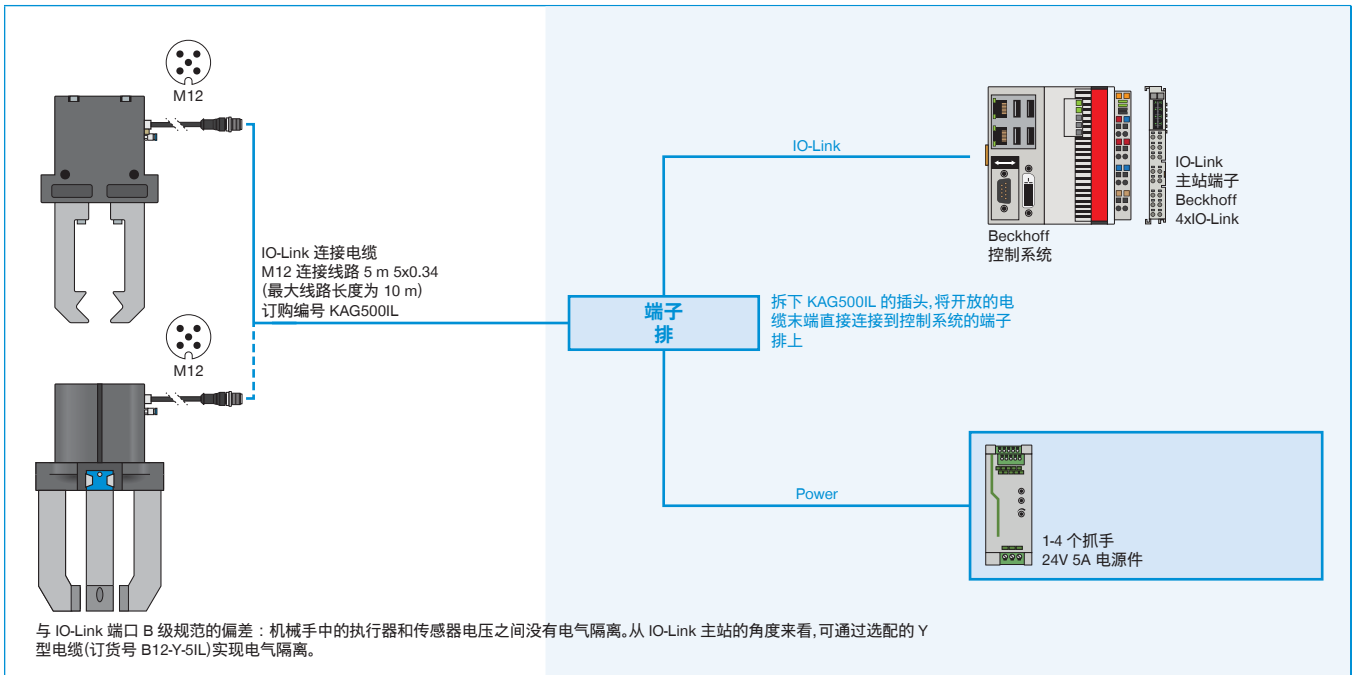 M12
IO-Link 连接电缆
M12 连接线路 5 m 5x0.34
(最大线路长度为 10 m)
订购编号 KAG500IL
M12
IO-Link
端子
排
拆下 KAG500IL 的插头,将开放的电
缆末端直接连接到控制系统的端子
排上
Beckhoff
控制系统
IO-Link
主站端子
Beckhoff
4xIO-Link
Power
1-4 个抓手
24V 5A 电源件
与 IO-Link 端口 B 级规范的偏差：机械手中的执行器和传感器电压之间没有电气隔离。从 IO-Link 主站的角度来看,可通过选配的 Y
型电缆(订货号 B12-Y-5IL)实现电气隔离。